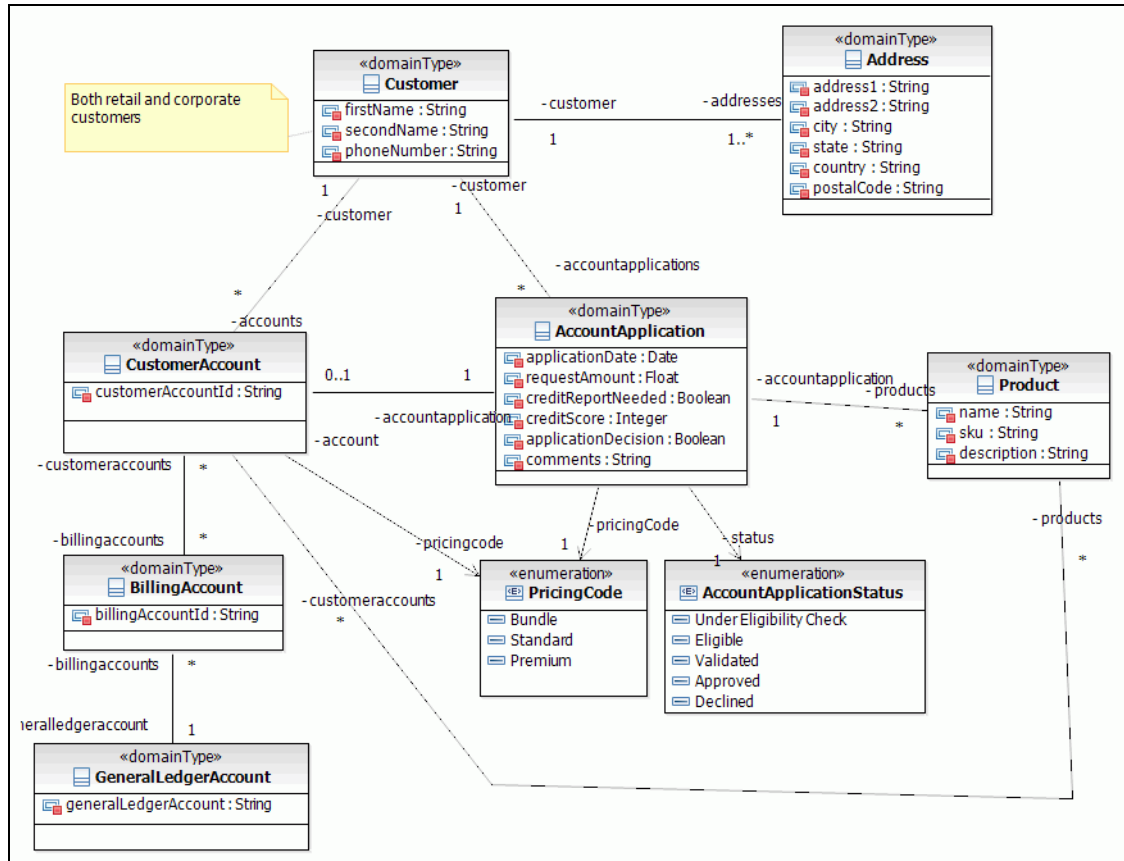 Both retail and corporate
customers
«domainType»
Customer
firstName : String
secondName : String
phoneNumber : String
-customer
1
-addresses
1..*
«domainType»
Address
address1 : String
address2 : String
city : String
state : String
country : String
postalCode : String
1
-customer
*
-accounts
-customer
1
-accountapplications
*
«domainType»
CustomerAccount
customerAccountId : String
0..1
1
-accountapplication
-account
«domainType»
AccountApplication
applicationDate : Date
requestAmount : Float
creditReportNeeded : Boolean
creditScore : Integer
applicationDecision : Boolean
comments : String
-accountapplication
1
-products
*
«domainType»
Product
name : String
sku : String
description : String
-customeraccounts
*
-billingaccounts
*
-pricingcode
1
-pricingCode
1
-status
1
-products
*
«domainType»
BillingAccount
billingAccountId : String
-customeraccounts
*
«enumeration»
PricingCode
Bundle
Standard
Premium
«enumeration»
AccountApplicationStatus
Under Eligibility Check
Eligible
Validated
Approved
Declined
-billingaccounts
*
neralledgeraccount
1
«domainType»
GeneralLedgerAccount
generalLedgerAccount : String